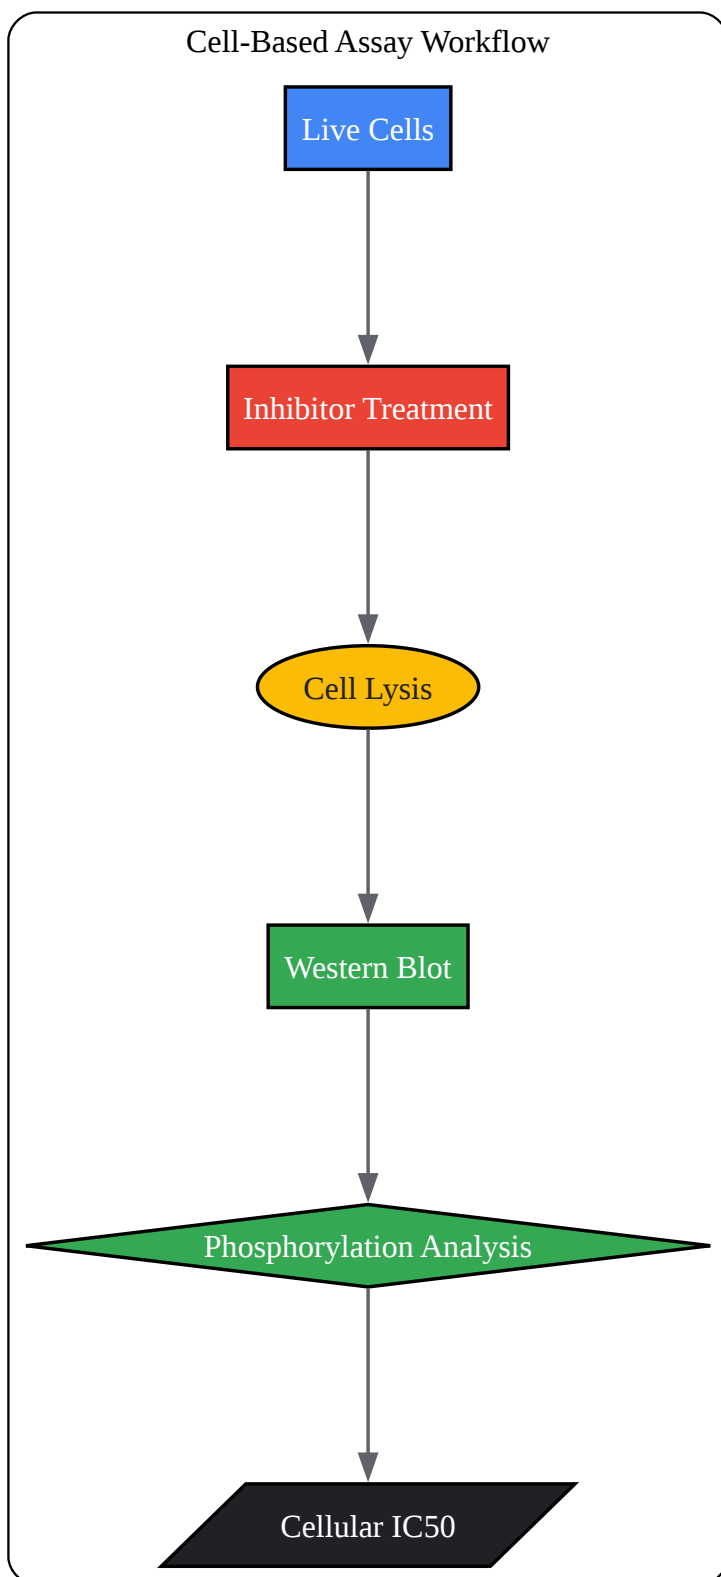 Cell-Based Assay Workflow
Live Cells
Inhibitor Treatment
Cell Lysis
Western Blot
Phosphorylation Analysis
Cellular IC50